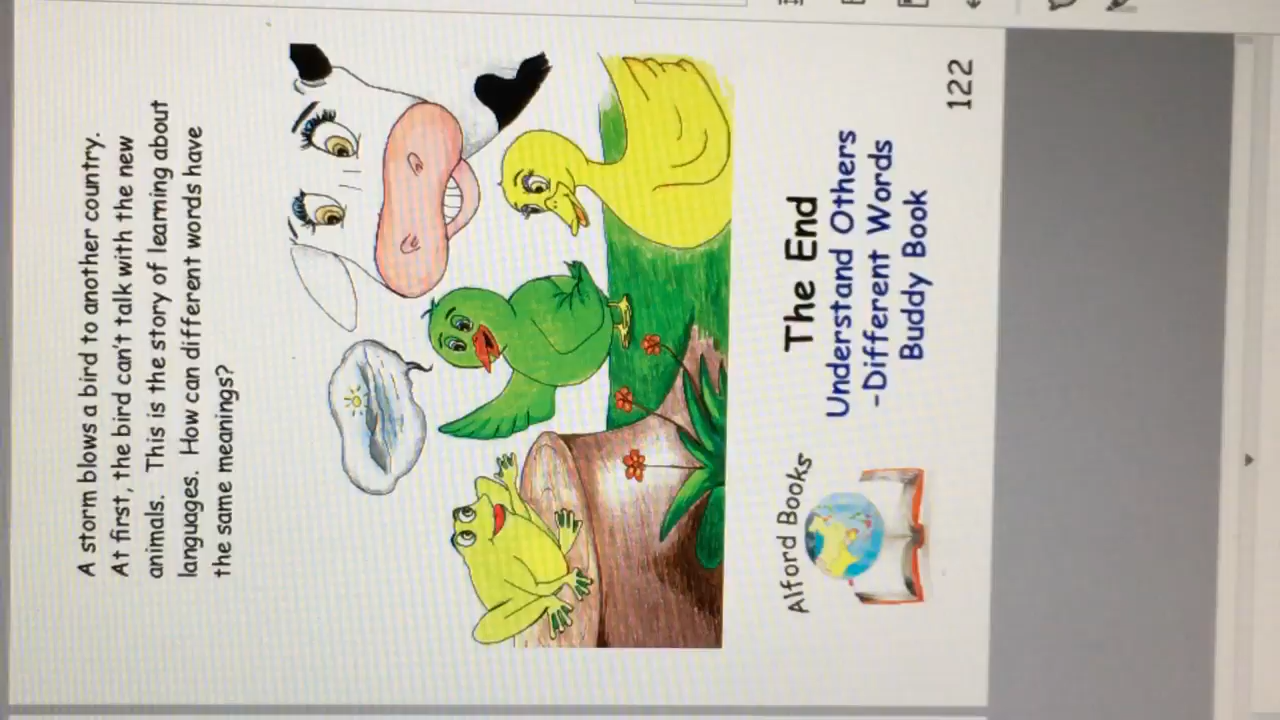 A storm blows a bird to another country.
At first, the bird can't talk with the new
animals. This is the story of learning about
languages. How can different words have
the same meanings?
Alford Books
The End
Understand Others
-Different Words
Buddy Book
122